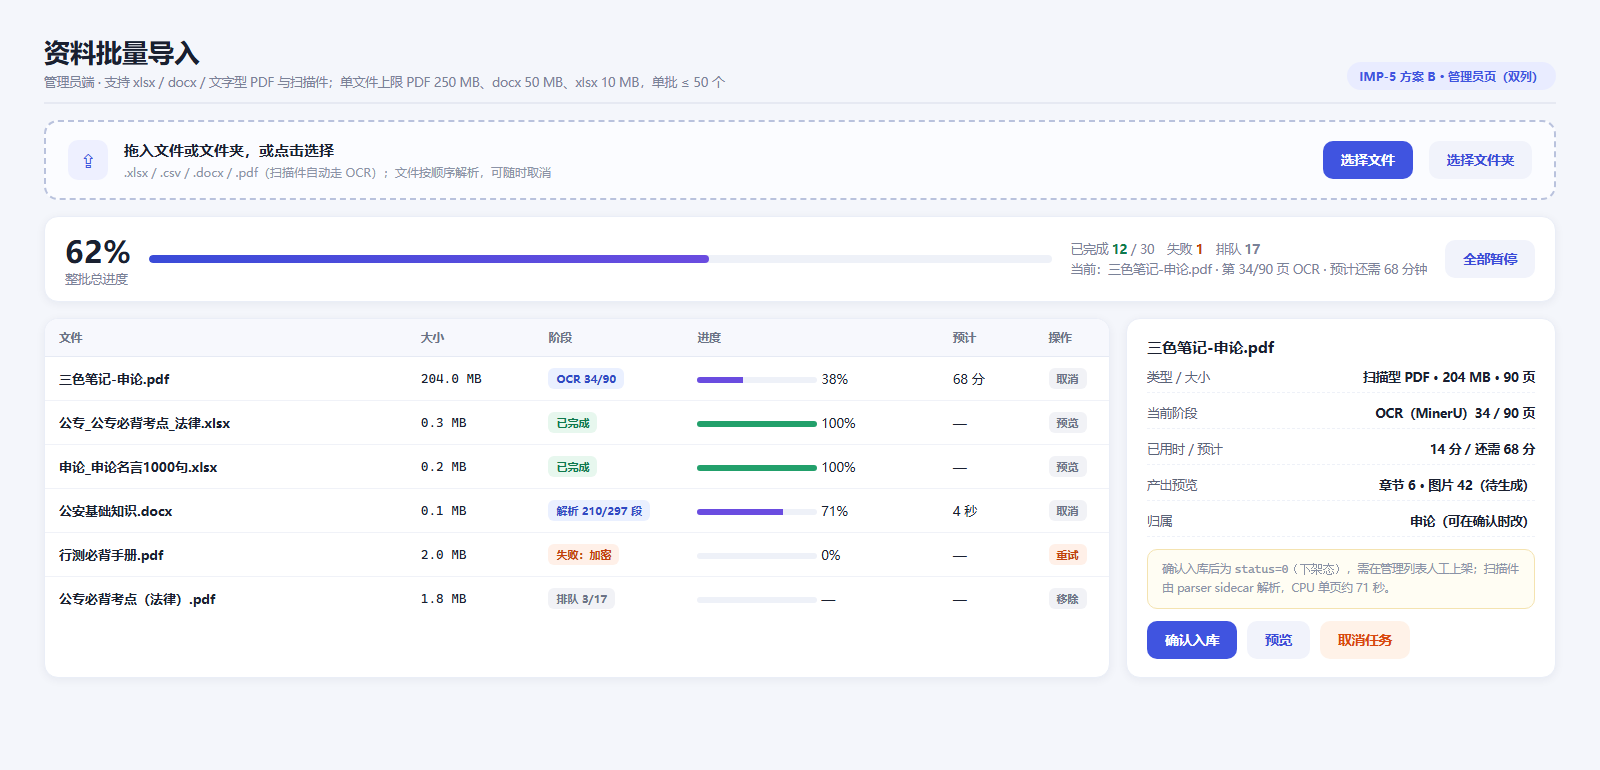 资料批量导入
管理员端 · 支持 xlsx / docx / 文字型 PDF 与扫描件；单文件上限 PDF 250 MB、docx 50 MB、xlsx 10 MB，单批 ≤ 50 个
IMP-5 方案 B • 管理员页（双列）
拖入文件或文件夹，或点击选择
.xlsx / .csv / .docx / .pdf（扫描件自动走 OCR）；文件按顺序解析，可随时取消
选择文件
选择文件夹
62%
整批总进度
已完成 12 / 30 失败 1 排队 17
当前：三色笔记-申论.pdf · 第 34/90 页 OCR · 预计还需 68 分钟
全部暂停
文件 大小 阶段 进度 预计 操作
三色笔记-申论.pdf 204.0 MB OCR 34/90 38% 68 分 取消
公专_公专必背考点_法律.xlsx 0.3 MB 已完成 100% — 预览
申论_申论名言1000句.xlsx 0.2 MB 已完成 100% — 预览
公安基础知识.docx 0.1 MB 解析 210/297 段 71% 4 秒 取消
行测必背手册.pdf 2.0 MB 失败：加密 0% — 重试
公专必背考点（法律）.pdf 1.8 MB 排队 3/17 — — 移除
三色笔记-申论.pdf
类型 / 大小 扫描型 PDF • 204 MB • 90 页
当前阶段 OCR（MinerU）34 / 90 页
已用时 / 预计 14 分 / 还需 68 分
产出预览 章节 6 • 图片 42（待生成）
归属 申论（可在确认时改）
确认入库后为 status=0（下架态），需在管理列表人工上架；扫描件
由 parser sidecar 解析，CPU 单页约 71 秒。
确认入库
预览
取消任务